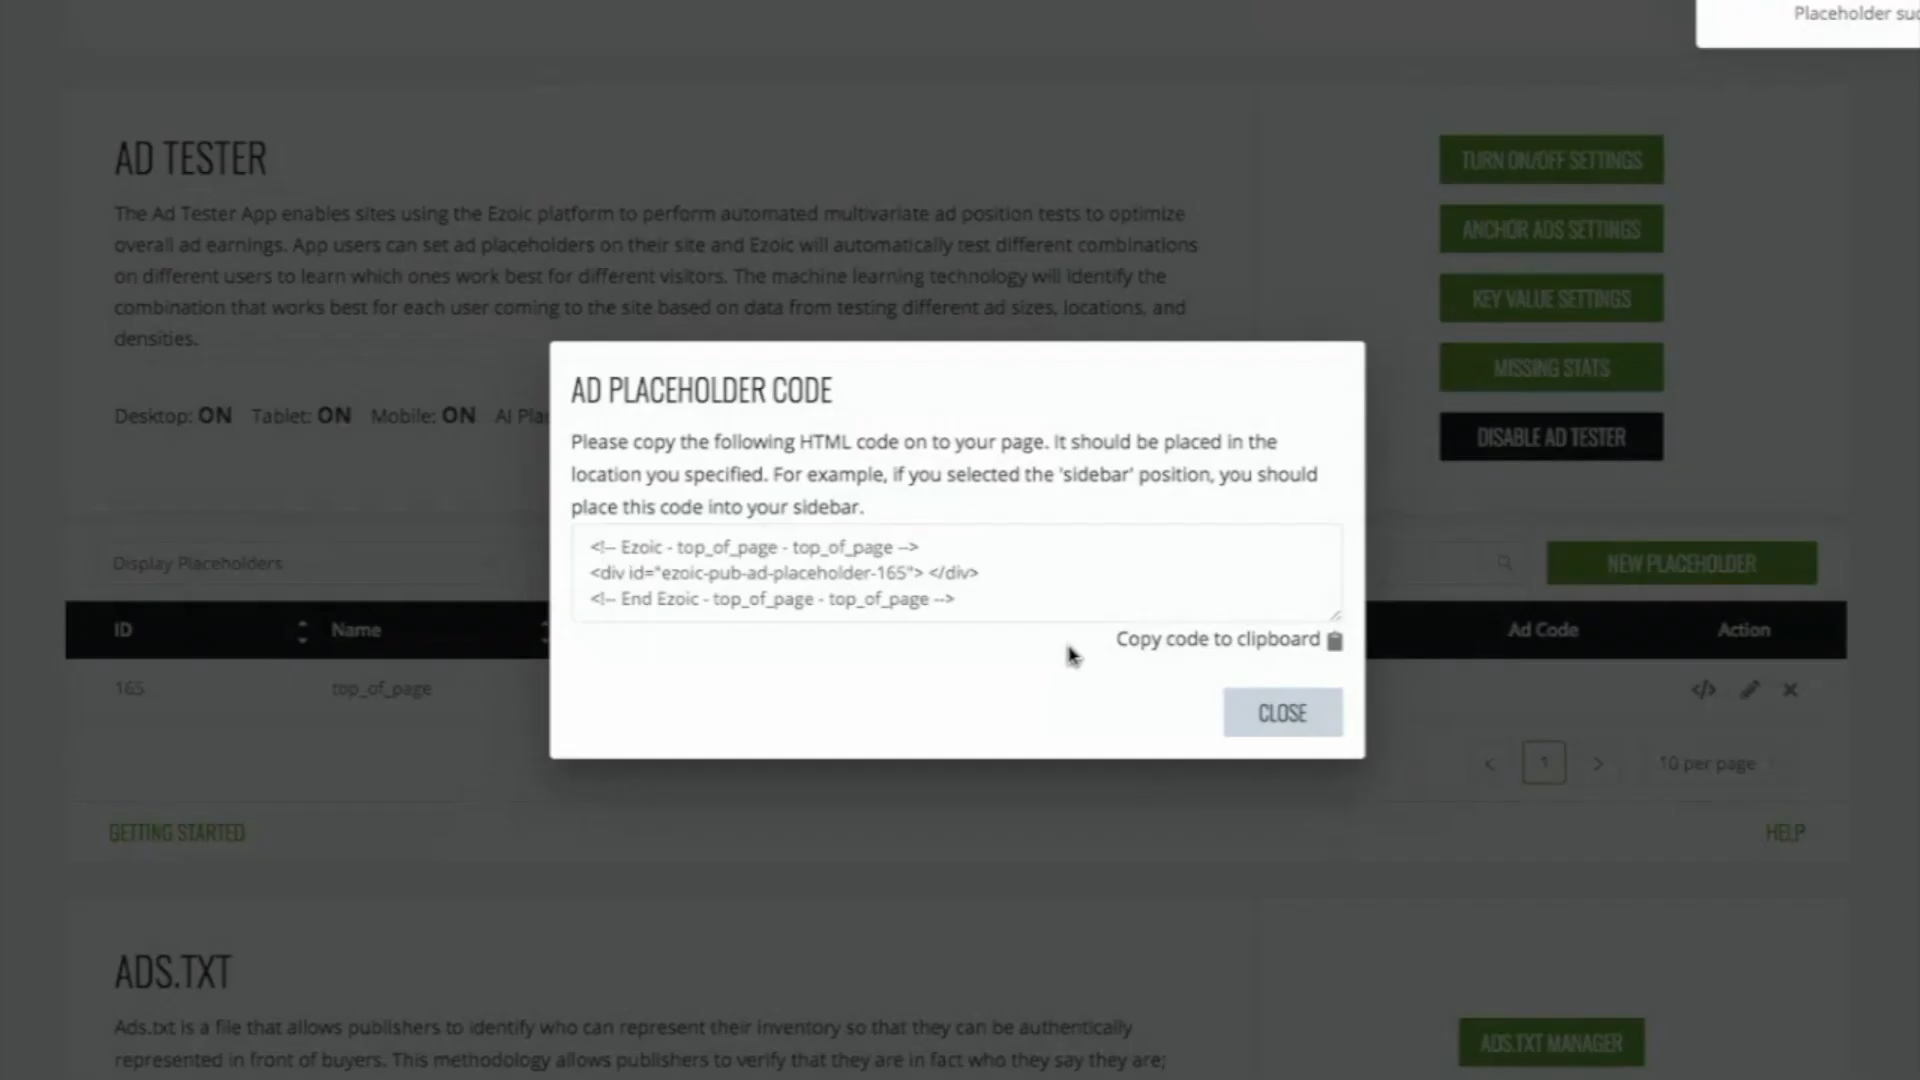 Placeholder
AD TESTER
The Ad Tester App enables sites using the Ezoic platform to perform automated multivariate ad position tests to optimize
overall ad earnings. App users can set ad placeholders on their site and Ezoic will automatically test different combinations
on different users to learn which ones work best for different visitors. The machine learning technology will identify the
combination that works best for each user coming to the site based on data from testing different ad sizes, locations, and
densities.
Desktop: ON Tablet: ON Mobile: ON AI
TURN ON/OFF SETTINGS
ANCHOR ADS SETTINGS
KEY VALUE SETTINGS
MISSING STATS
DISABLE AD TESTER
AD PLACEHOLDER CODE
Please copy the following HTML code on to your page. It should be placed in the
location you specified. For example, if you selected the 'sidebar' position, you should
place this code into your sidebar.
<!-- Ezoic - top_of_page - top_of_page -->
<div id="ezoic-pub-ad-placeholder-165"> </div>
<!-- End Ezoic - top_of_page - top_of_page -->
Copy code to clipboard
CLOSE
Display Placeholders
NEW PLACEHOLDER
ID Name Ad Code Action
165 top_of_page </>
< 1 > 10 per page
GETTING STARTED
HELP
ADS.TXT
Ads.txt is a file that allows publishers to identify who can represent their inventory so that they can be authentically
represented in front of buyers. This methodology allows publishers to verify that they are in fact who they say they are;
ADS.TXT MANAGER